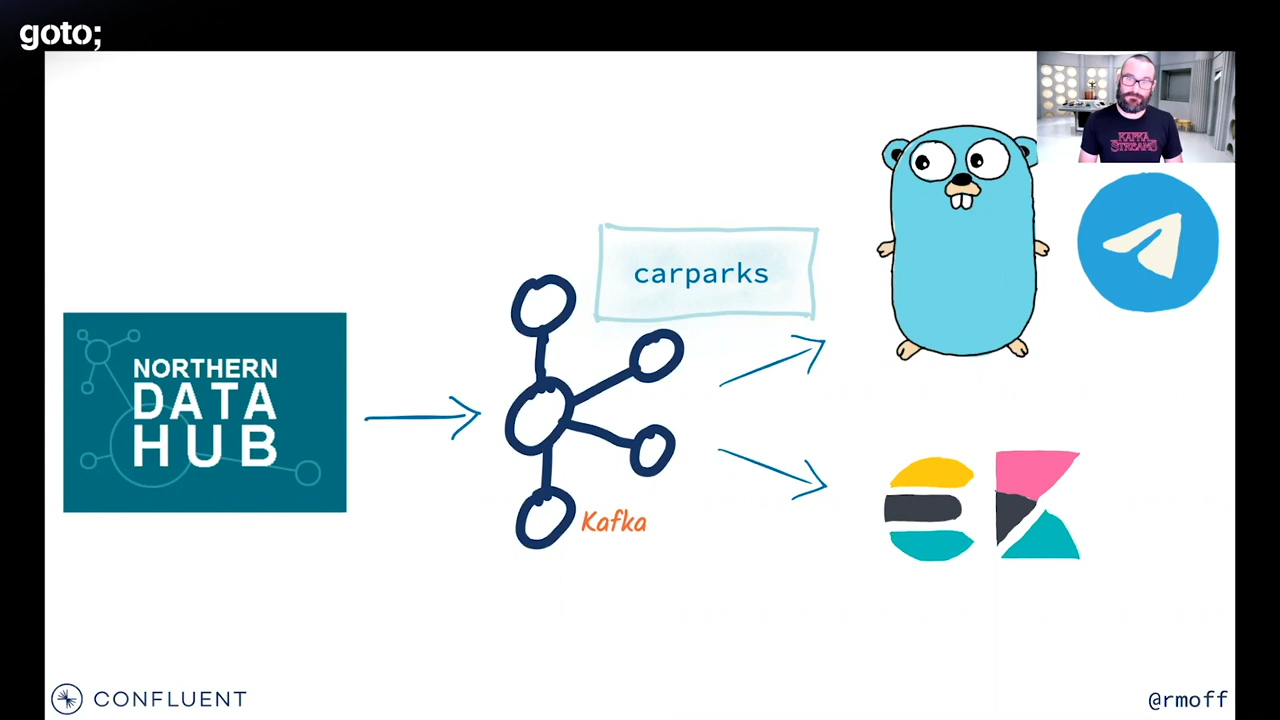 goto;
KAFKA
STREAMS
carparks
NORTHERN
DATA
HUB
Kafka
CONFLUENT
@rmoff